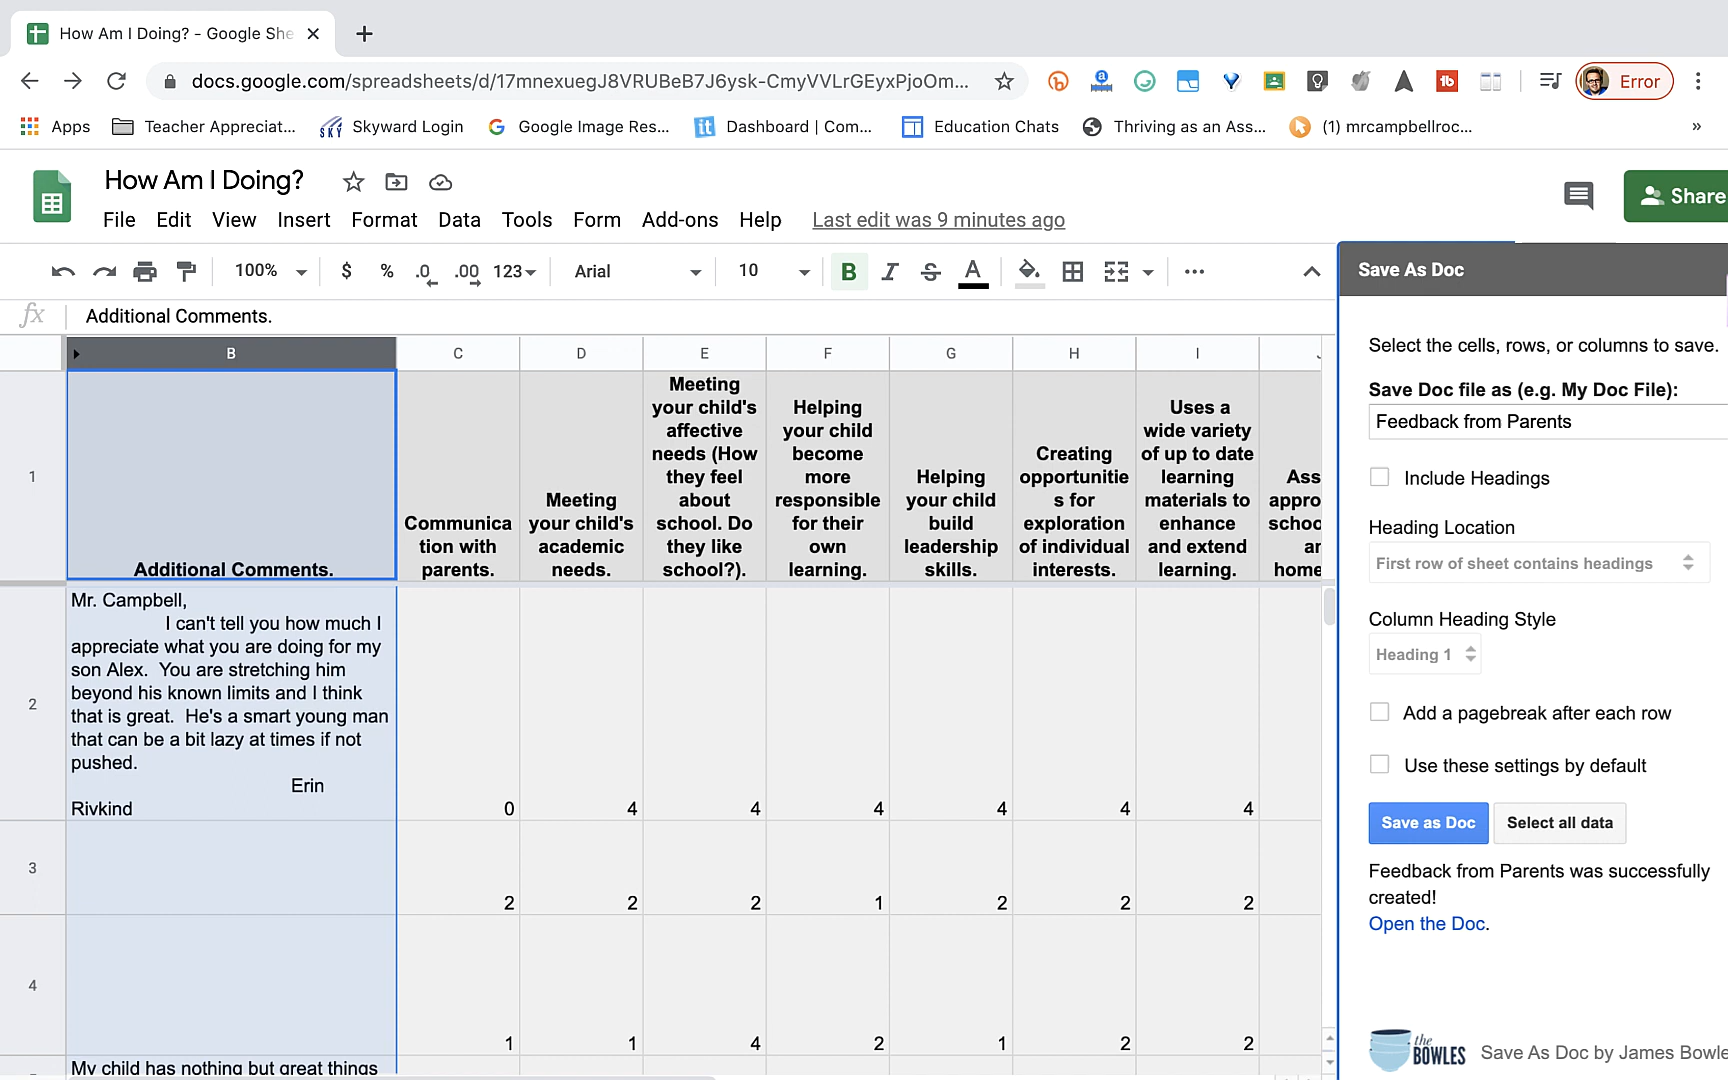 How Am I Doing? - Google She
docs.google.com/spreadsheets/d/17mnexuegJ8VRUBeB7J6ysk-CmyVVLrGEyxPjoOm...
Error
Apps
Teacher Appreciat...
SKY Skyward Login
Google Image Res...
it Dashboard | Com...
Education Chats
Thriving as an Ass...
(1) mrcampbellroc...
»
How Am I Doing?
File Edit View Insert Format Data Tools Form Add-ons Help Last edit was 9 minutes ago
Share
100% $ % .0 .00 123 Arial 10 B I S A
fx Additional Comments.
B C D E F G H I
1
Additional Comments.
Communica
tion with
parents.
Meeting
your child's
academic
needs.
Meeting
your child's
affective
needs (How
they feel
about
school. Do
they like
school?).
Helping
your child
become
more
responsible
for their
own
learning.
Helping
your child
build
leadership
skills.
Creating
opportunitie
s for
exploration
of individual
interests.
Uses a
wide variety
of up to date
learning
materials to
enhance
and extend
learning.
Ass
appro
schoo
ar
home
2
Mr. Campbell,
I can't tell you how much I
appreciate what you are doing for my
son Alex.  You are stretching him
beyond his known limits and I think
that is great.  He's a smart young man
that can be a bit lazy at times if not
pushed.
Erin
Rivkind
0 4 4 4 4 4 4
3
2 2 2 1 2 2 2
4
1 1 4 2 1 2 2
My child has nothing but great things
Save As Doc
Select the cells, rows, or columns to save.
Save Doc file as (e.g. My Doc File):
Feedback from Parents
Include Headings
Heading Location
First row of sheet contains headings
Column Heading Style
Heading 1
Add a pagebreak after each row
Use these settings by default
Save as Doc
Select all data
Feedback from Parents was successfully
created!
Open the Doc.
the
BOWLES
Save As Doc by James Bowle